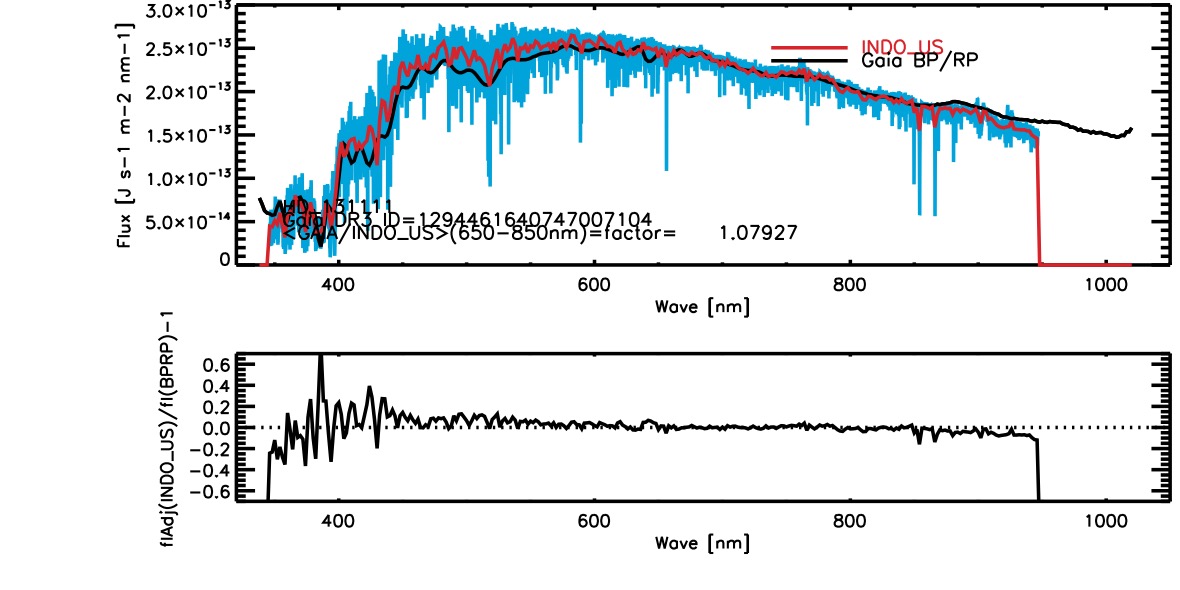 3.0×10−13
2.5×10−13
2.0×10−13
1.5×10−13
1.0×10−13
5.0×10−14
0
Flux [J s−1 m−2 nm−1]
INDO_US
Gaia BP/RP
HD 131111
Gaia DR3 ID=1294461640747007104
<GAIA/INDO_US>(650−850nm)=factor= 1.07927
400 600 800 1000
Wave [nm]
0.6
0.4
0.2
0.0
−0.2
−0.4
−0.6
flAdj(INDO_US)/fl(BPRP)−1
400 600 800 1000
Wave [nm]